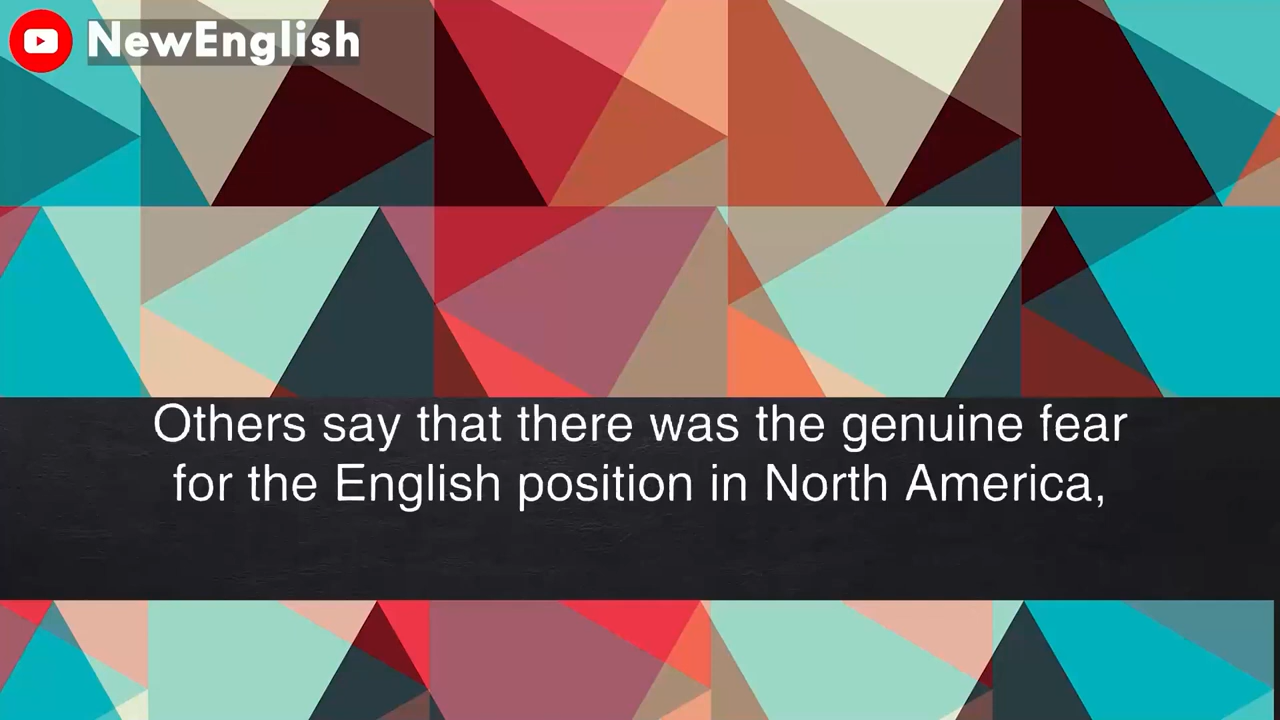 NewEnglish
Others say that there was the genuine fear
for the English position in North America,